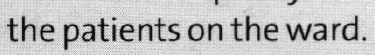 the patients on the ward.